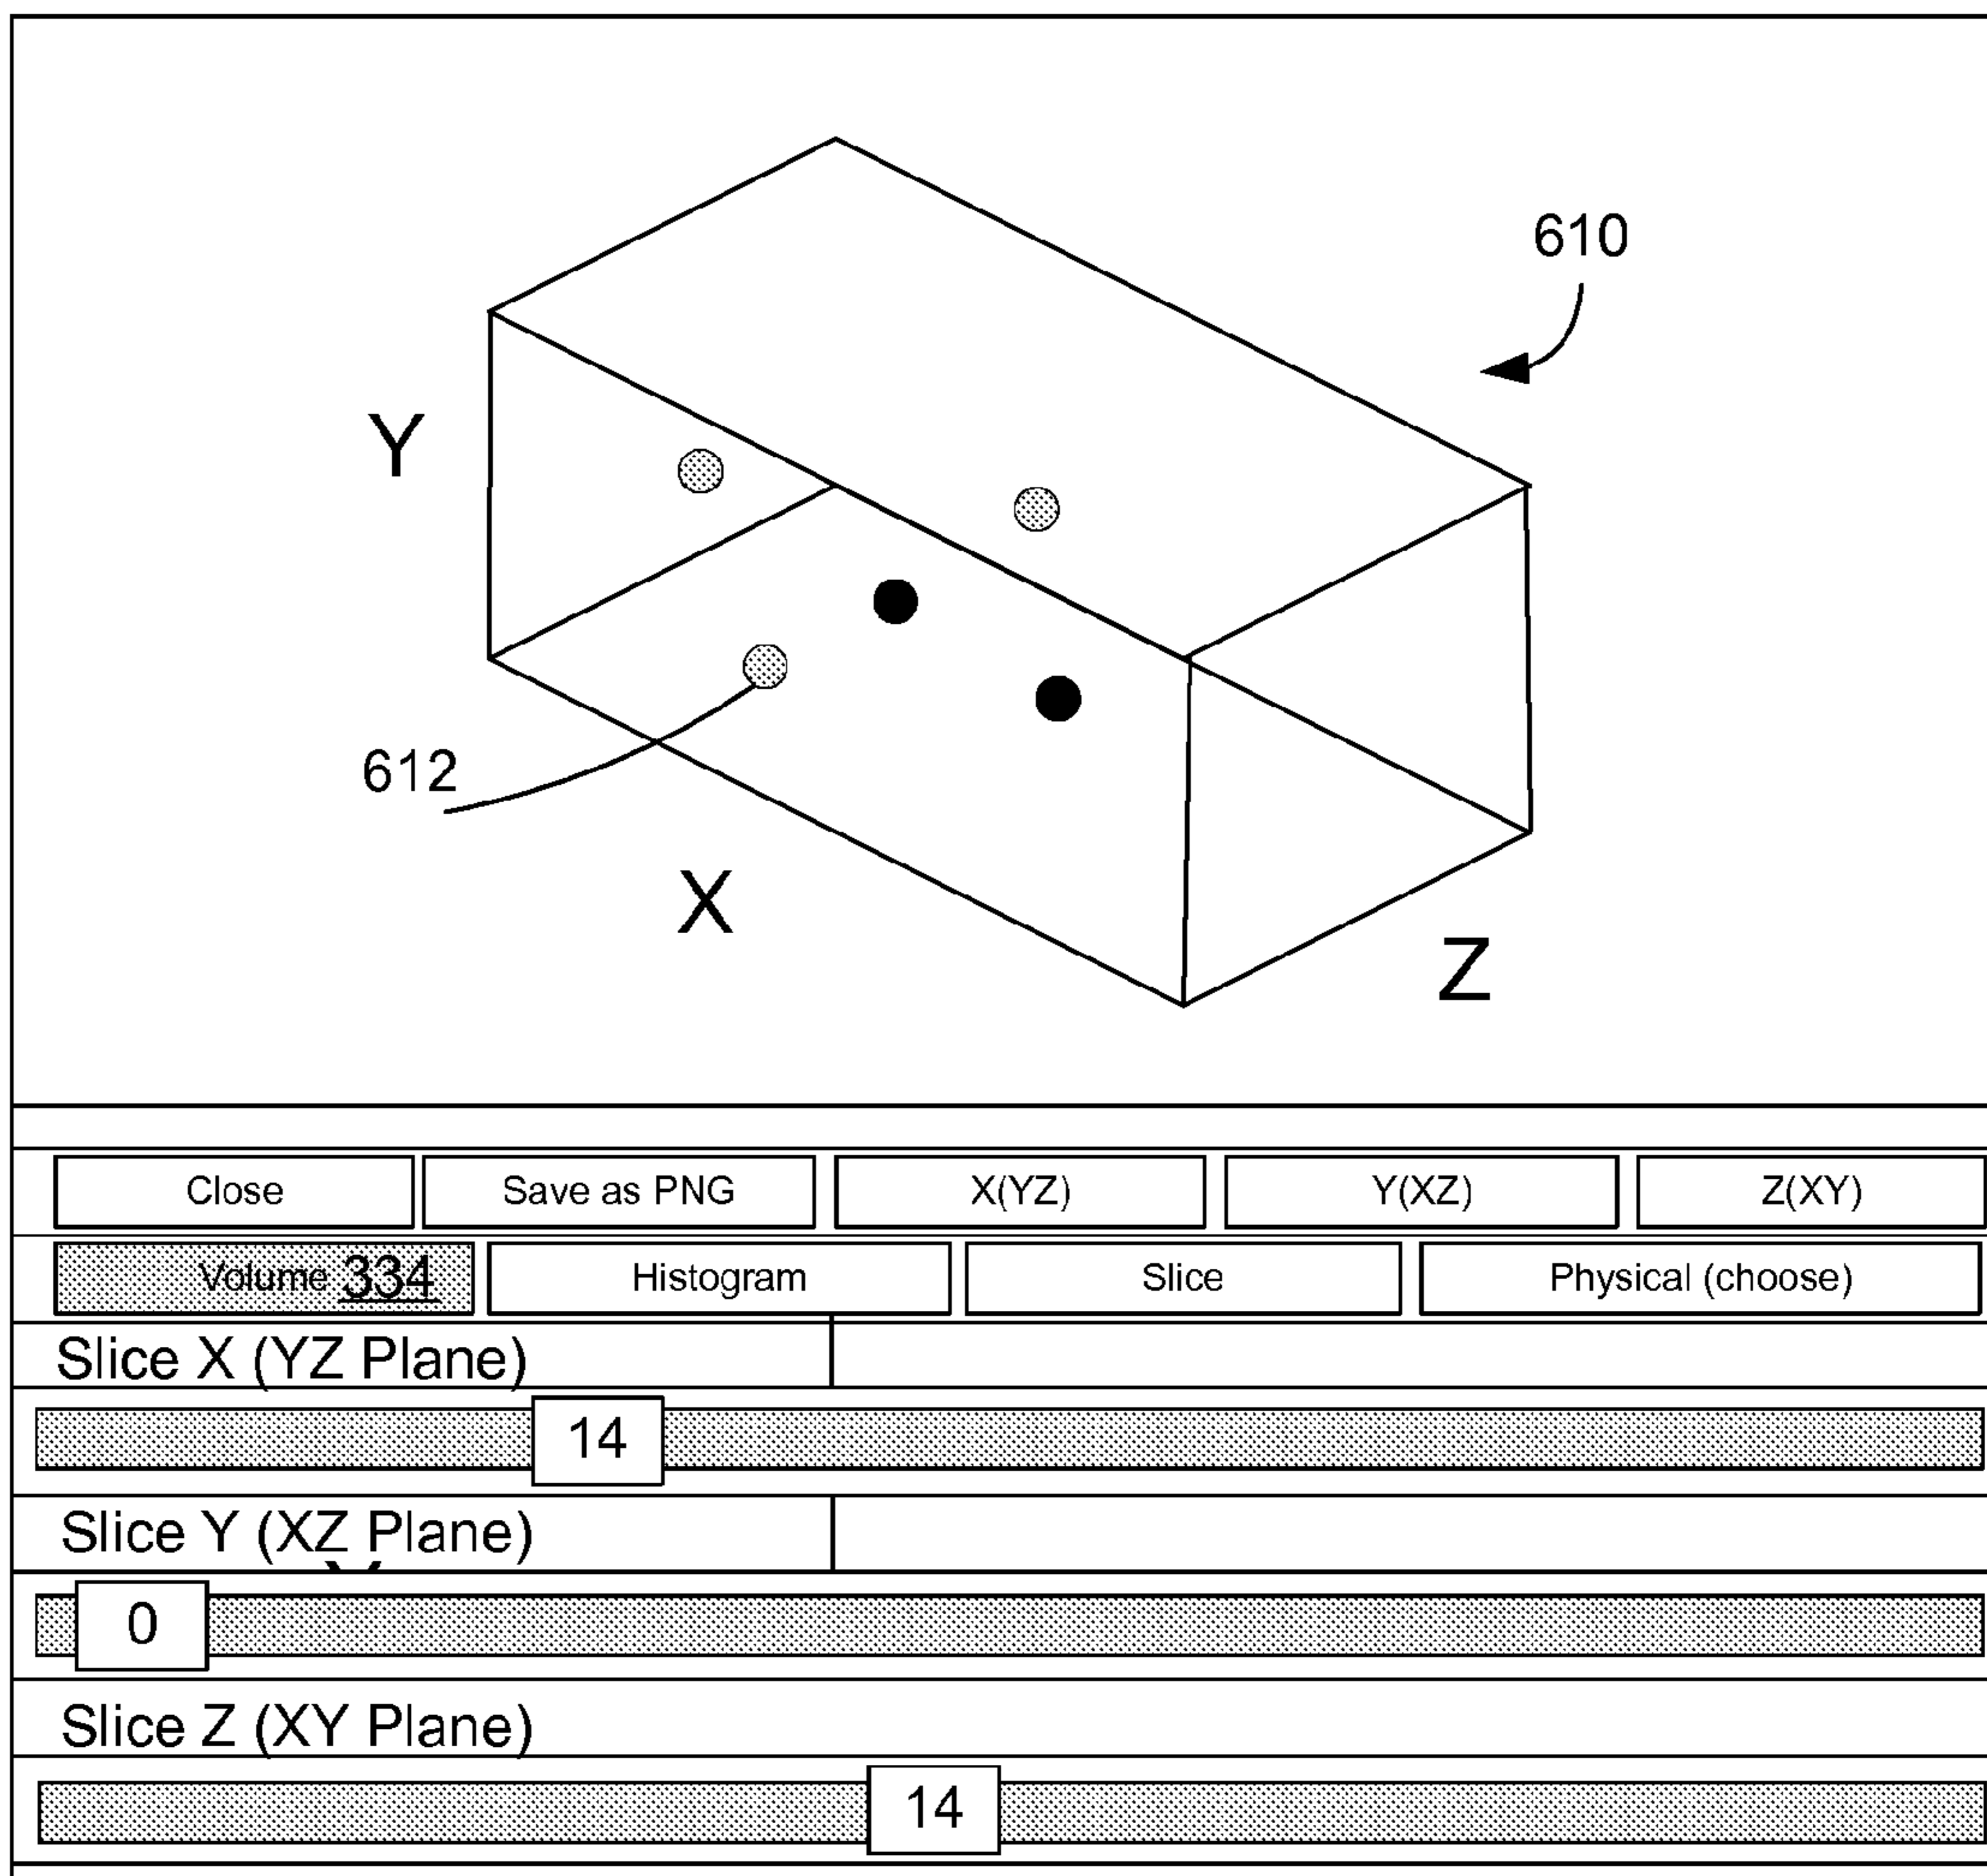 610
Y
612
X
Z
Close Save as PNG X(YZ) Y(XZ) Z(XY)
Volume 334 Histogram Slice Physical (choose)
Slice X (YZ Plane)
14
Slice Y (XZ Plane)
0
Slice Z (XY Plane)
14